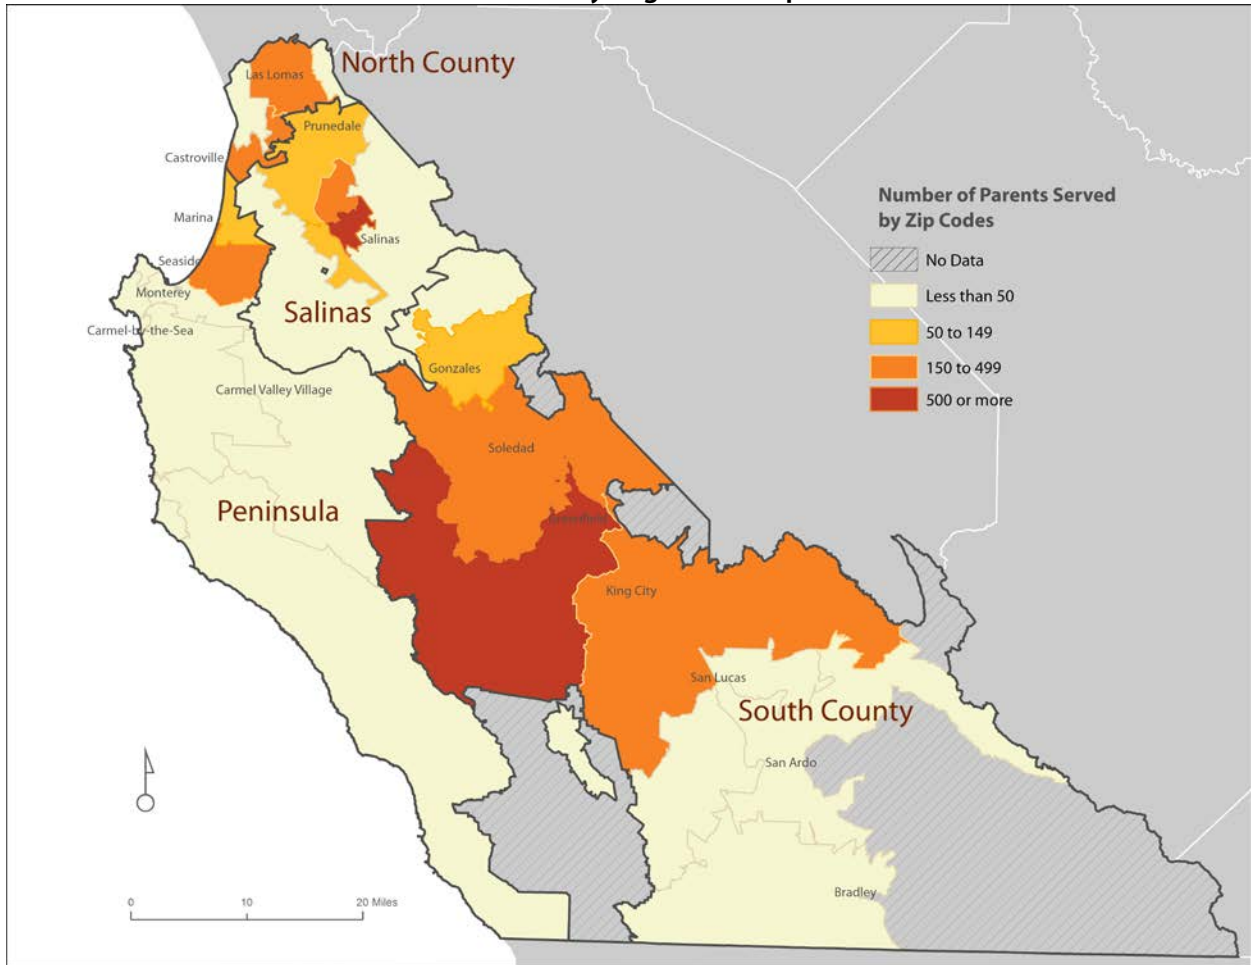 North County
Las Lomas
Prunedale
Castroville
Marina
Salinas
Seaside
Monterey
Salinas
Carmel-by-the-Sea
Gonzales
Carmel Valley Village
Soledad
Peninsula
Greenfield
King City
San Lucas
South County
San Ardo
Bradley
Number of Parents Served
by Zip Codes
No Data
Less than 50
50 to 149
150 to 499
500 or more
0 10 20 Miles